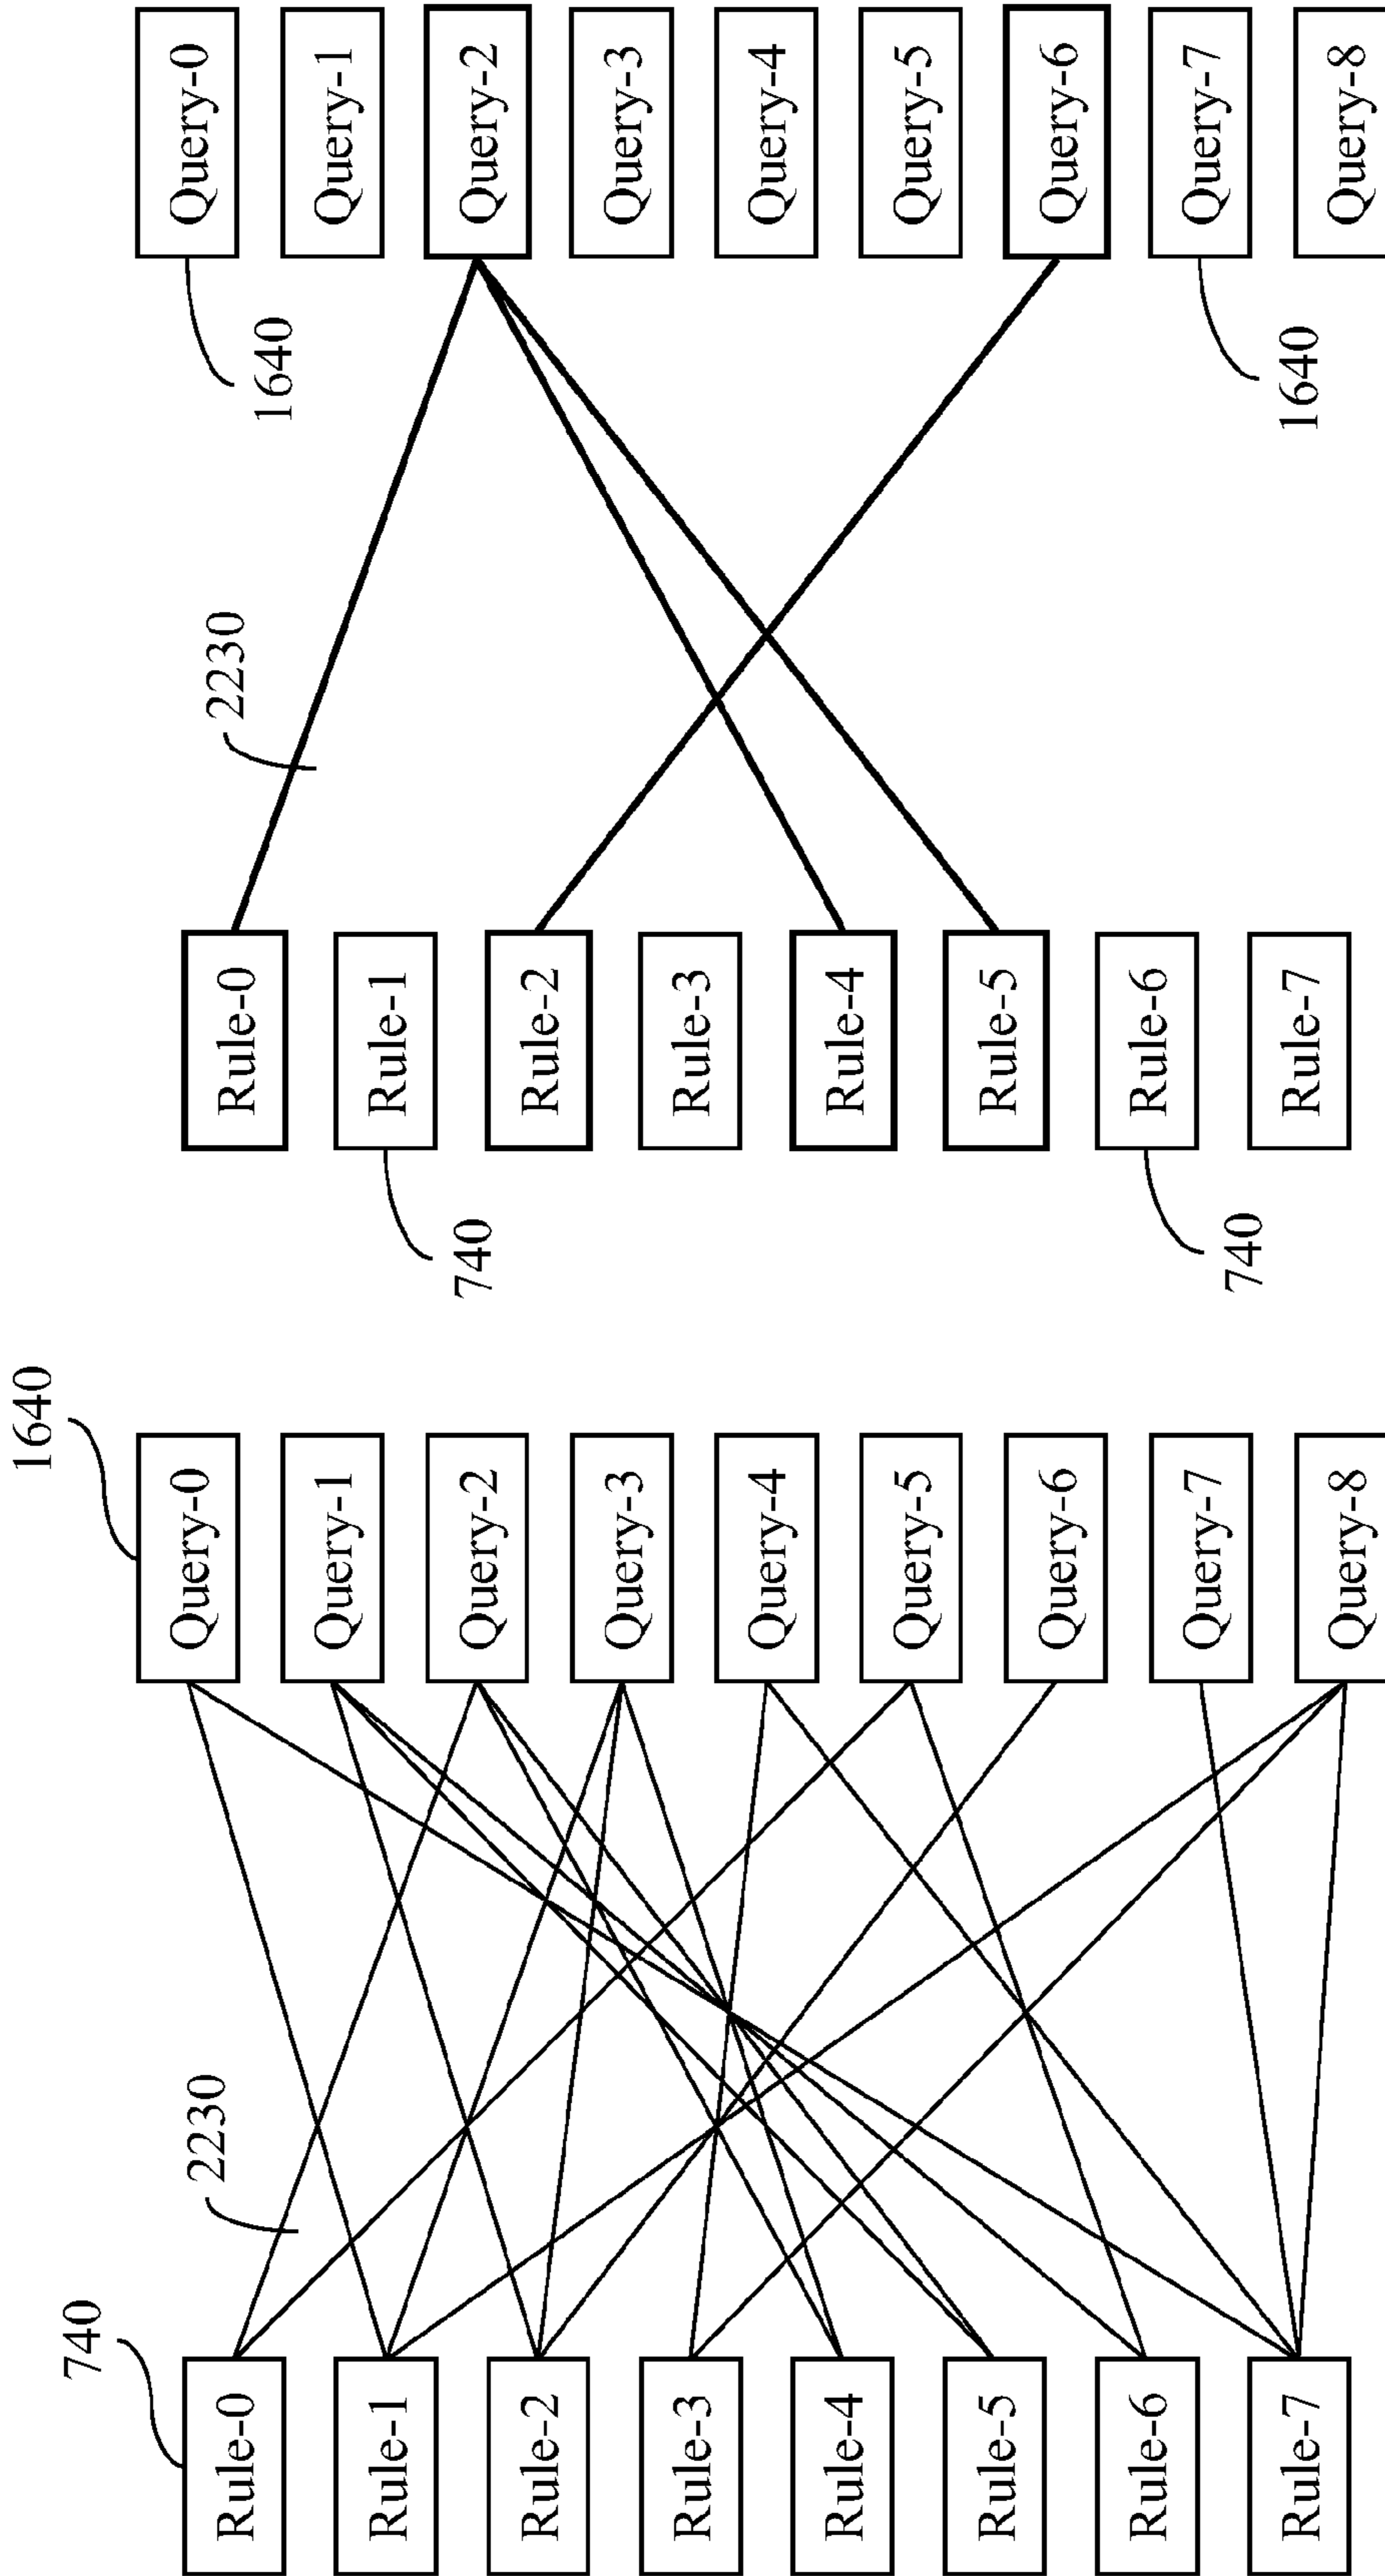 740
2230
1640
Rule-0
Rule-1
Rule-2
Rule-3
Rule-4
Rule-5
Rule-6
Rule-7
Query-0
Query-1
Query-2
Query-3
Query-4
Query-5
Query-6
Query-7
Query-8
740
740
2230
1640
1640
Rule-0
Rule-1
Rule-2
Rule-3
Rule-4
Rule-5
Rule-6
Rule-7
Query-0
Query-1
Query-2
Query-3
Query-4
Query-5
Query-6
Query-7
Query-8